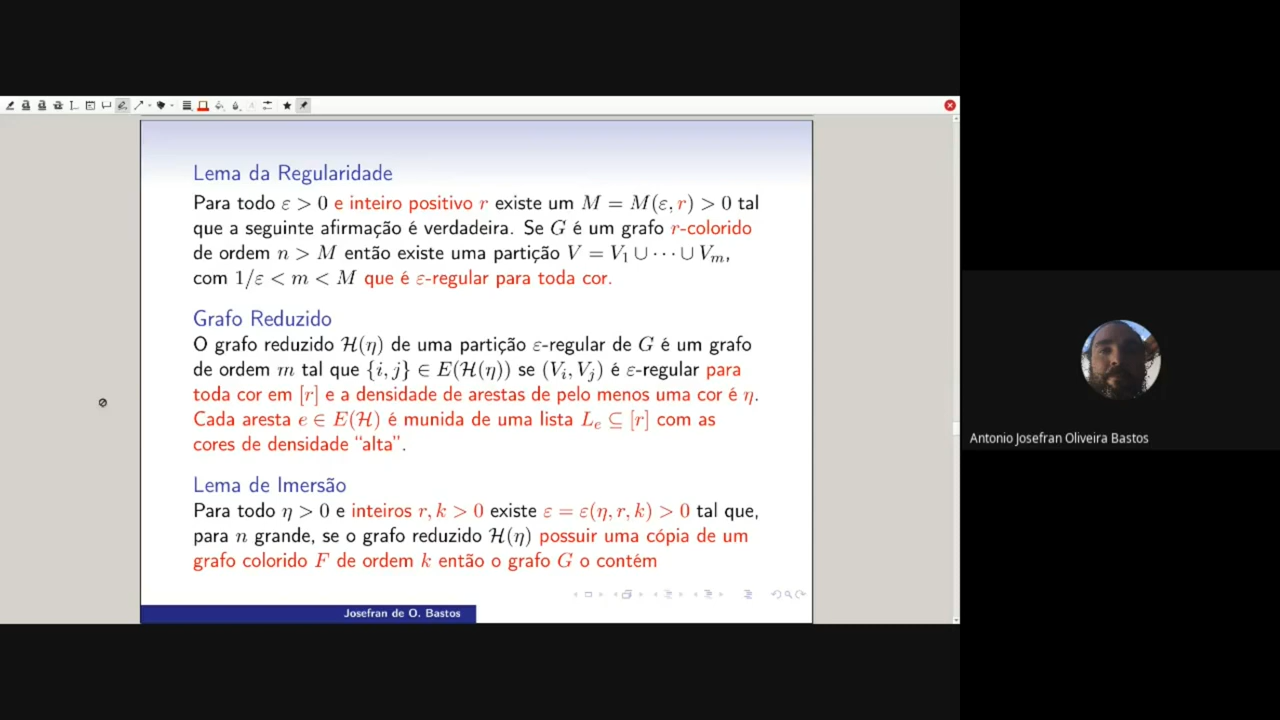 Lema da Regularidade
Para todo ε > 0 e inteiro positivo r existe um M = M(ε, r) > 0 tal
que a seguinte afirmação é verdadeira. Se G é um grafo r-colorido
de ordem n > M então existe uma partição V = V₁ ∪ ⋯ ∪ Vₘ,
com 1/ε < m < M que é ε-regular para toda cor.
Grafo Reduzido
O grafo reduzido ℋ(η) de uma partição ε-regular de G é um grafo
de ordem m tal que {i, j} ∈ E(ℋ(η)) se (Vᵢ, Vⱼ) é ε-regular para
toda cor em [r] e a densidade de arestas de pelo menos uma cor é η.
Cada aresta e ∈ E(ℋ) é munida de uma lista Lₑ ⊆ [r] com as
cores de densidade “alta”.
Lema de Imersão
Para todo η > 0 e inteiros r, k > 0 existe ε = ε(η, r, k) > 0 tal que,
para n grande, se o grafo reduzido ℋ(η) possuir uma cópia de um
grafo colorido F de ordem k então o grafo G o contém
Josefran de O. Bastos
Antonio Josefran Oliveira Bastos